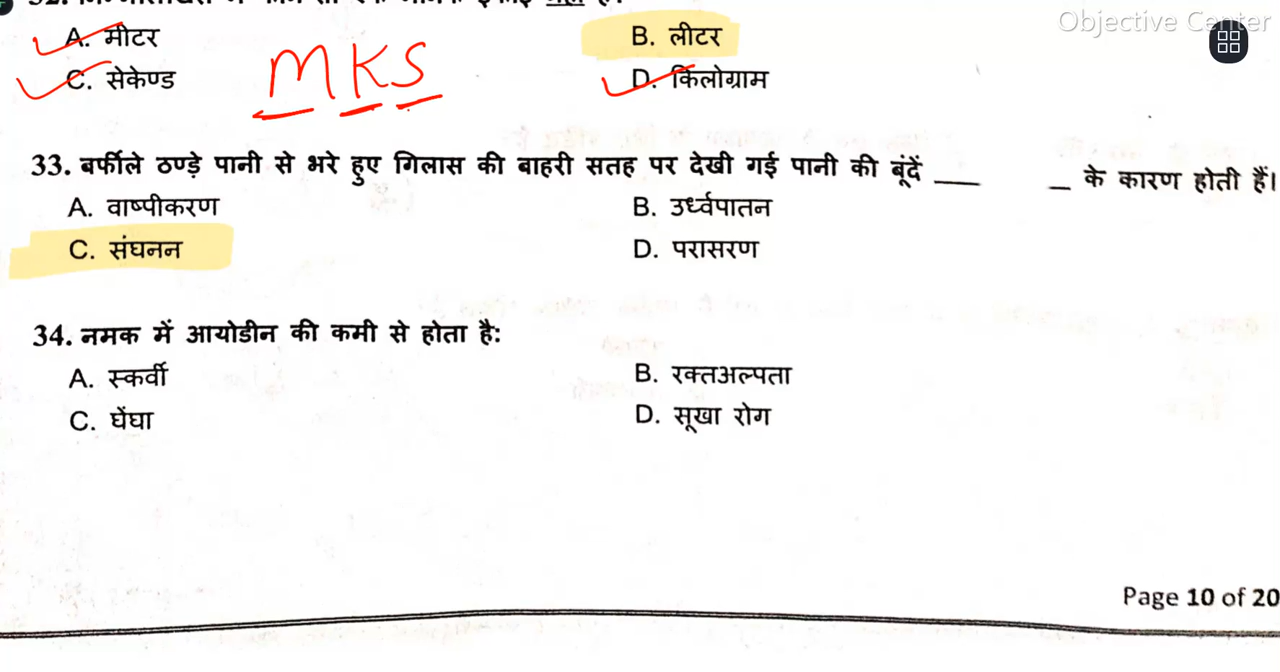 Objective Center
A. मीटर B. लीटर
C. सेकेण्ड MKS D. किलोग्राम
33. बर्फीले ठण्ड़े पानी से भरे हुए गिलास की बाहरी सतह पर देखी गई पानी की बूंदें ___ _ के कारण होती हैं।
A. वाष्पीकरण B. उर्ध्वपातन
C. संघनन D. परासरण
34. नमक में आयोडीन की कमी से होता है:
A. स्कर्वी B. रक्तअल्पता
C. घेंघा D. सूखा रोग
Page 10 of 20